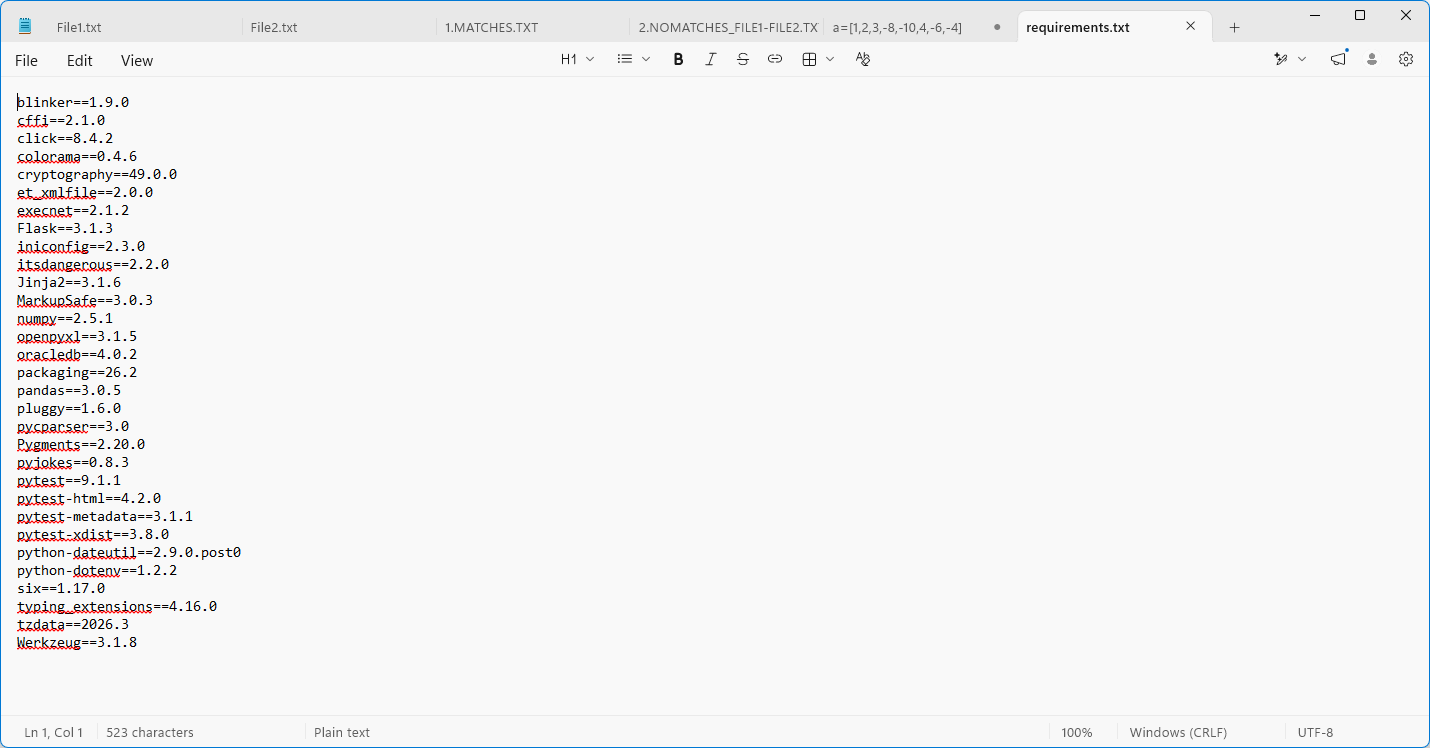 File1.txt File2.txt 1.MATCHES.TXT 2.NOMATCHES_FILE1-FILE2.TX a=[1,2,3,-8,-10,4,-6,-4] requirements.txt
File Edit View H1 B I S
blinker==1.9.0
cffi==2.1.0
click==8.4.2
colorama==0.4.6
cryptography==49.0.0
et_xmlfile==2.0.0
execnet==2.1.2
Flask==3.1.3
iniconfig==2.3.0
itsdangerous==2.2.0
Jinja2==3.1.6
MarkupSafe==3.0.3
numpy==2.5.1
openpyxl==3.1.5
oracledb==4.0.2
packaging==26.2
pandas==3.0.5
pluggy==1.6.0
pycparser==3.0
Pygments==2.20.0
pyjokes==0.8.3
pytest==9.1.1
pytest-html==4.2.0
pytest-metadata==3.1.1
pytest-xdist==3.8.0
python-dateutil==2.9.0.post0
python-dotenv==1.2.2
six==1.17.0
typing_extensions==4.16.0
tzdata==2026.3
Werkzeug==3.1.8
Ln 1, Col 1 523 characters Plain text 100% Windows (CRLF) UTF-8